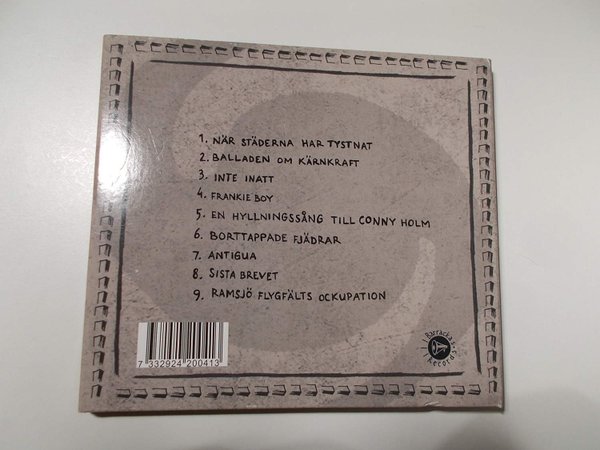 1. NÄR STÄDERNA HAR TYSTNAT
2. BALLADEN OM KÄRNKRAFT
3. INTE INATT
4. FRANKIE BOY
5. EN HYLLNINGSSÅNG TILL CONNY HOLM
6. BORTTAPPADE FJÄDRAR
7. ANTIGUA
8. SISTA BREVET
9. RAMSJÖ FLYGFÄLTS OCKUPATION
7 332924 200413
Barracka Records